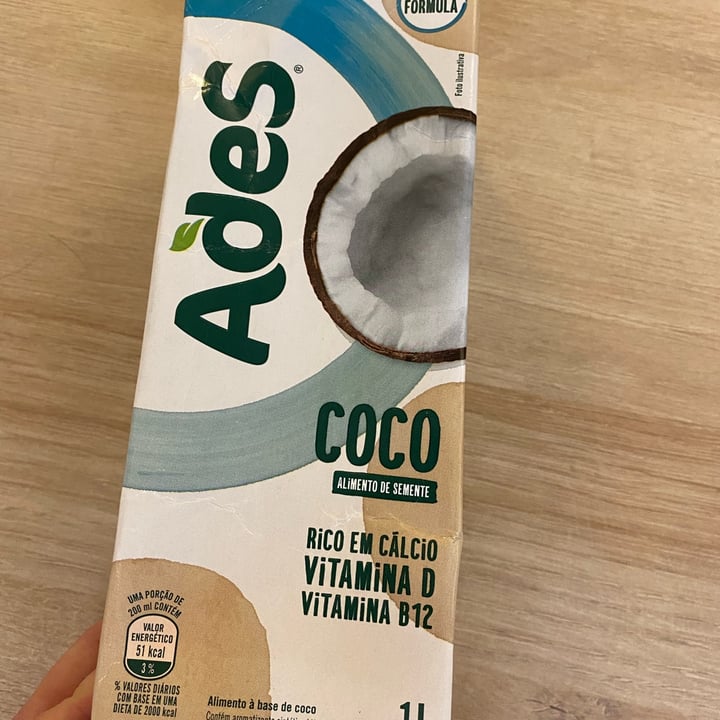 FÓRMULA
Foto ilustrativa
Ades®
COCO
ALIMENTO DE SEMENTE
RICO EM CÁLCIO
VITAMINA D
VITAMINA B12
UMA PORÇÃO DE
200 ml CONTÉM
VALOR
ENERGÉTICO
51 kcal
3%
% VALORES DIÁRIOS
COM BASE EM UMA
DIETA DE 2000 kcal
Alimento à base de coco
Contém aromatizante
1L